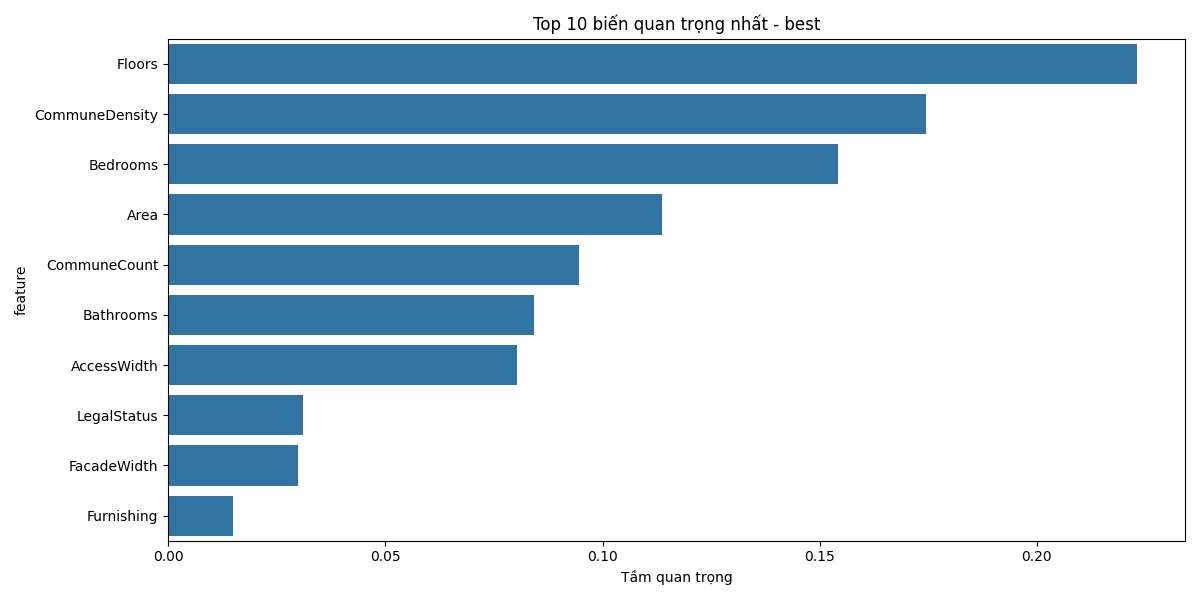 Top 10 biến quan trọng nhất - best
feature
Floors
CommuneDensity
Bedrooms
Area
CommuneCount
Bathrooms
AccessWidth
LegalStatus
FacadeWidth
Furnishing
0.00 0.05 0.10 0.15 0.20
Tầm quan trọng